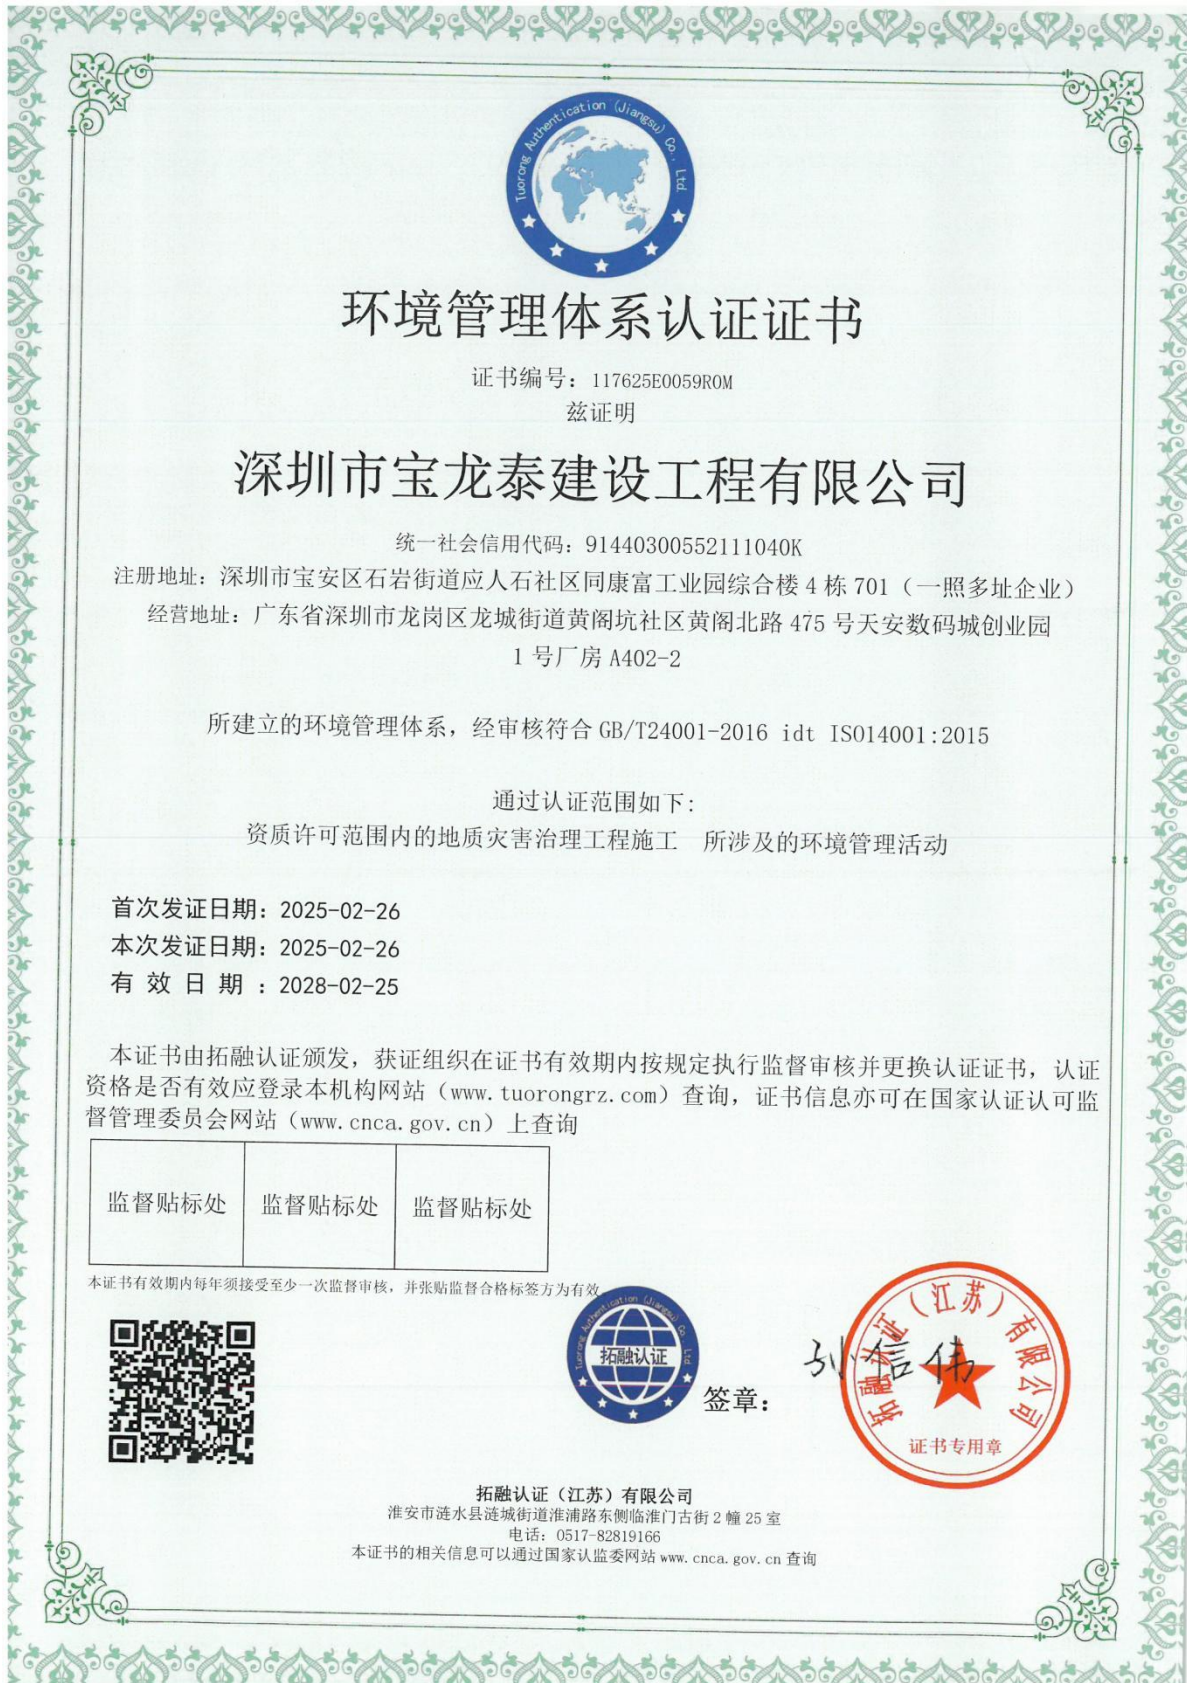 Tuorong Authentication (Jiangsu) Co., Ltd.
环境管理体系认证证书
证书编号：117625E0059R0M
兹证明
深圳市宝龙泰建设工程有限公司
统一社会信用代码：91440300552111040K
注册地址：深圳市宝安区石岩街道应人石社区同康富工业园综合楼 4 栋 701（一照多址企业）
经营地址：广东省深圳市龙岗区龙城街道黄阁坑社区黄阁北路 475 号天安数码城创业园
1 号厂房 A402-2
所建立的环境管理体系，经审核符合 GB/T24001-2016 idt ISO14001:2015
通过认证范围如下:
资质许可范围内的地质灾害治理工程施工 所涉及的环境管理活动
首次发证日期：2025-02-26
本次发证日期：2025-02-26
有 效 日 期 ：2028-02-25
本证书由拓融认证颁发，获证组织在证书有效期内按规定执行监督审核并更换认证证书，认证
资格是否有效应登录本机构网站（www.tuorongrz.com）查询，证书信息亦可在国家认证认可监
督管理委员会网站（www.cnca.gov.cn）上查询
监督贴标处 监督贴标处 监督贴标处
本证书有效期内每年须接受至少一次监督审核，并张贴监督合格标签方为有效。
Tuorong Authentication (Jiangsu) Co., Ltd.
拓融认证
签章：
孙信伟
拓融认证（江苏）有限公司
证书专用章
拓融认证（江苏）有限公司
淮安市涟水县涟城街道淮浦路东侧临淮门古街 2 幢 25 室
电话：0517-82819166
本证书的相关信息可以通过国家认监委网站 www.cnca.gov.cn 查询